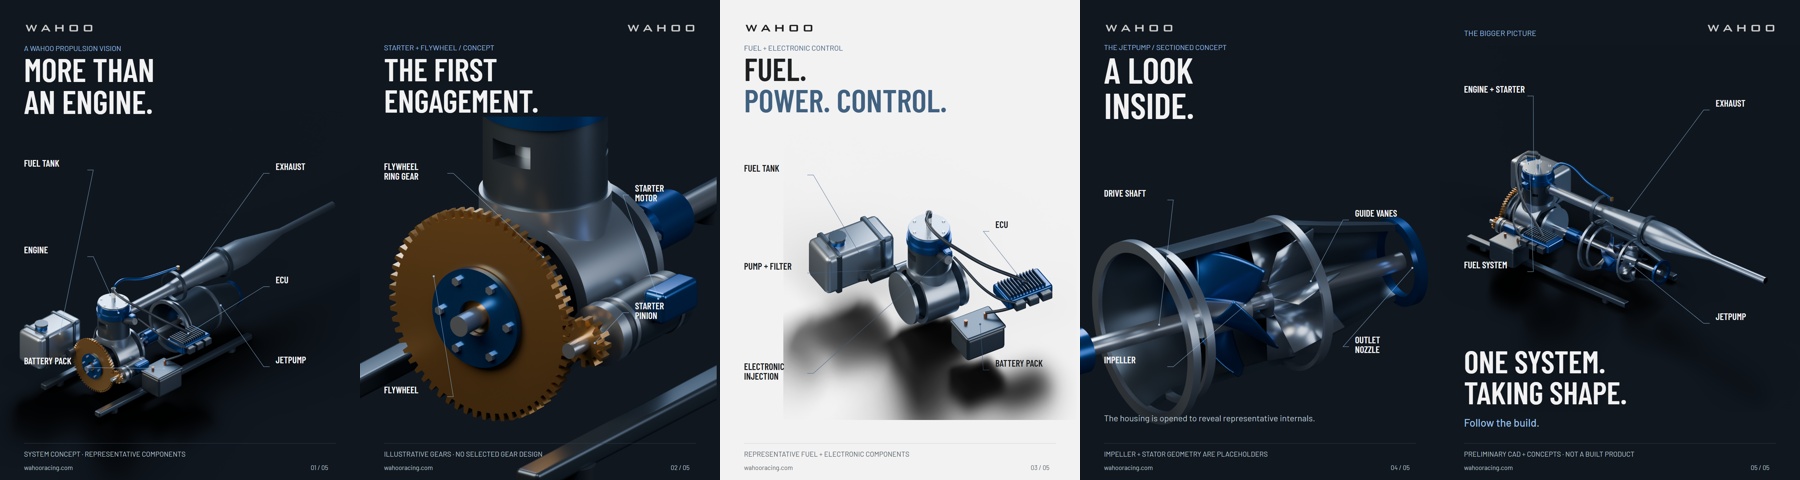 WAHOO
A WAHOO PROPULSION VISION
MORE THAN
AN ENGINE.
FUEL TANK
EXHAUST
ENGINE
ECU
BATTERY PACK
JETPUMP
SYSTEM CONCEPT · REPRESENTATIVE COMPONENTS
wahooracing.com
01 / 05
WAHOO
STARTER + FLYWHEEL / CONCEPT
THE FIRST
ENGAGEMENT.
FLYWHEEL
RING GEAR
STARTER
MOTOR
STARTER
PINION
FLYWHEEL
ILLUSTRATIVE GEARS · NO SELECTED GEAR DESIGN
wahooracing.com
02 / 05
WAHOO
FUEL + ELECTRONIC CONTROL
FUEL.
POWER. CONTROL.
FUEL TANK
ECU
PUMP + FILTER
ELECTRONIC
INJECTION
BATTERY PACK
REPRESENTATIVE FUEL + ELECTRONIC COMPONENTS
wahooracing.com
03 / 05
WAHOO
THE JETPUMP / SECTIONED CONCEPT
A LOOK
INSIDE.
DRIVE SHAFT
GUIDE VANES
IMPELLER
OUTLET
NOZZLE
The housing is opened to reveal representative internals.
IMPELLER + STATOR GEOMETRY ARE PLACEHOLDERS
wahooracing.com
04 / 05
THE BIGGER PICTURE
WAHOO
ENGINE + STARTER
EXHAUST
FUEL SYSTEM
JETPUMP
ONE SYSTEM.
TAKING SHAPE.
Follow the build.
PRELIMINARY CAD + CONCEPTS · NOT A BUILT PRODUCT
wahooracing.com
05 / 05